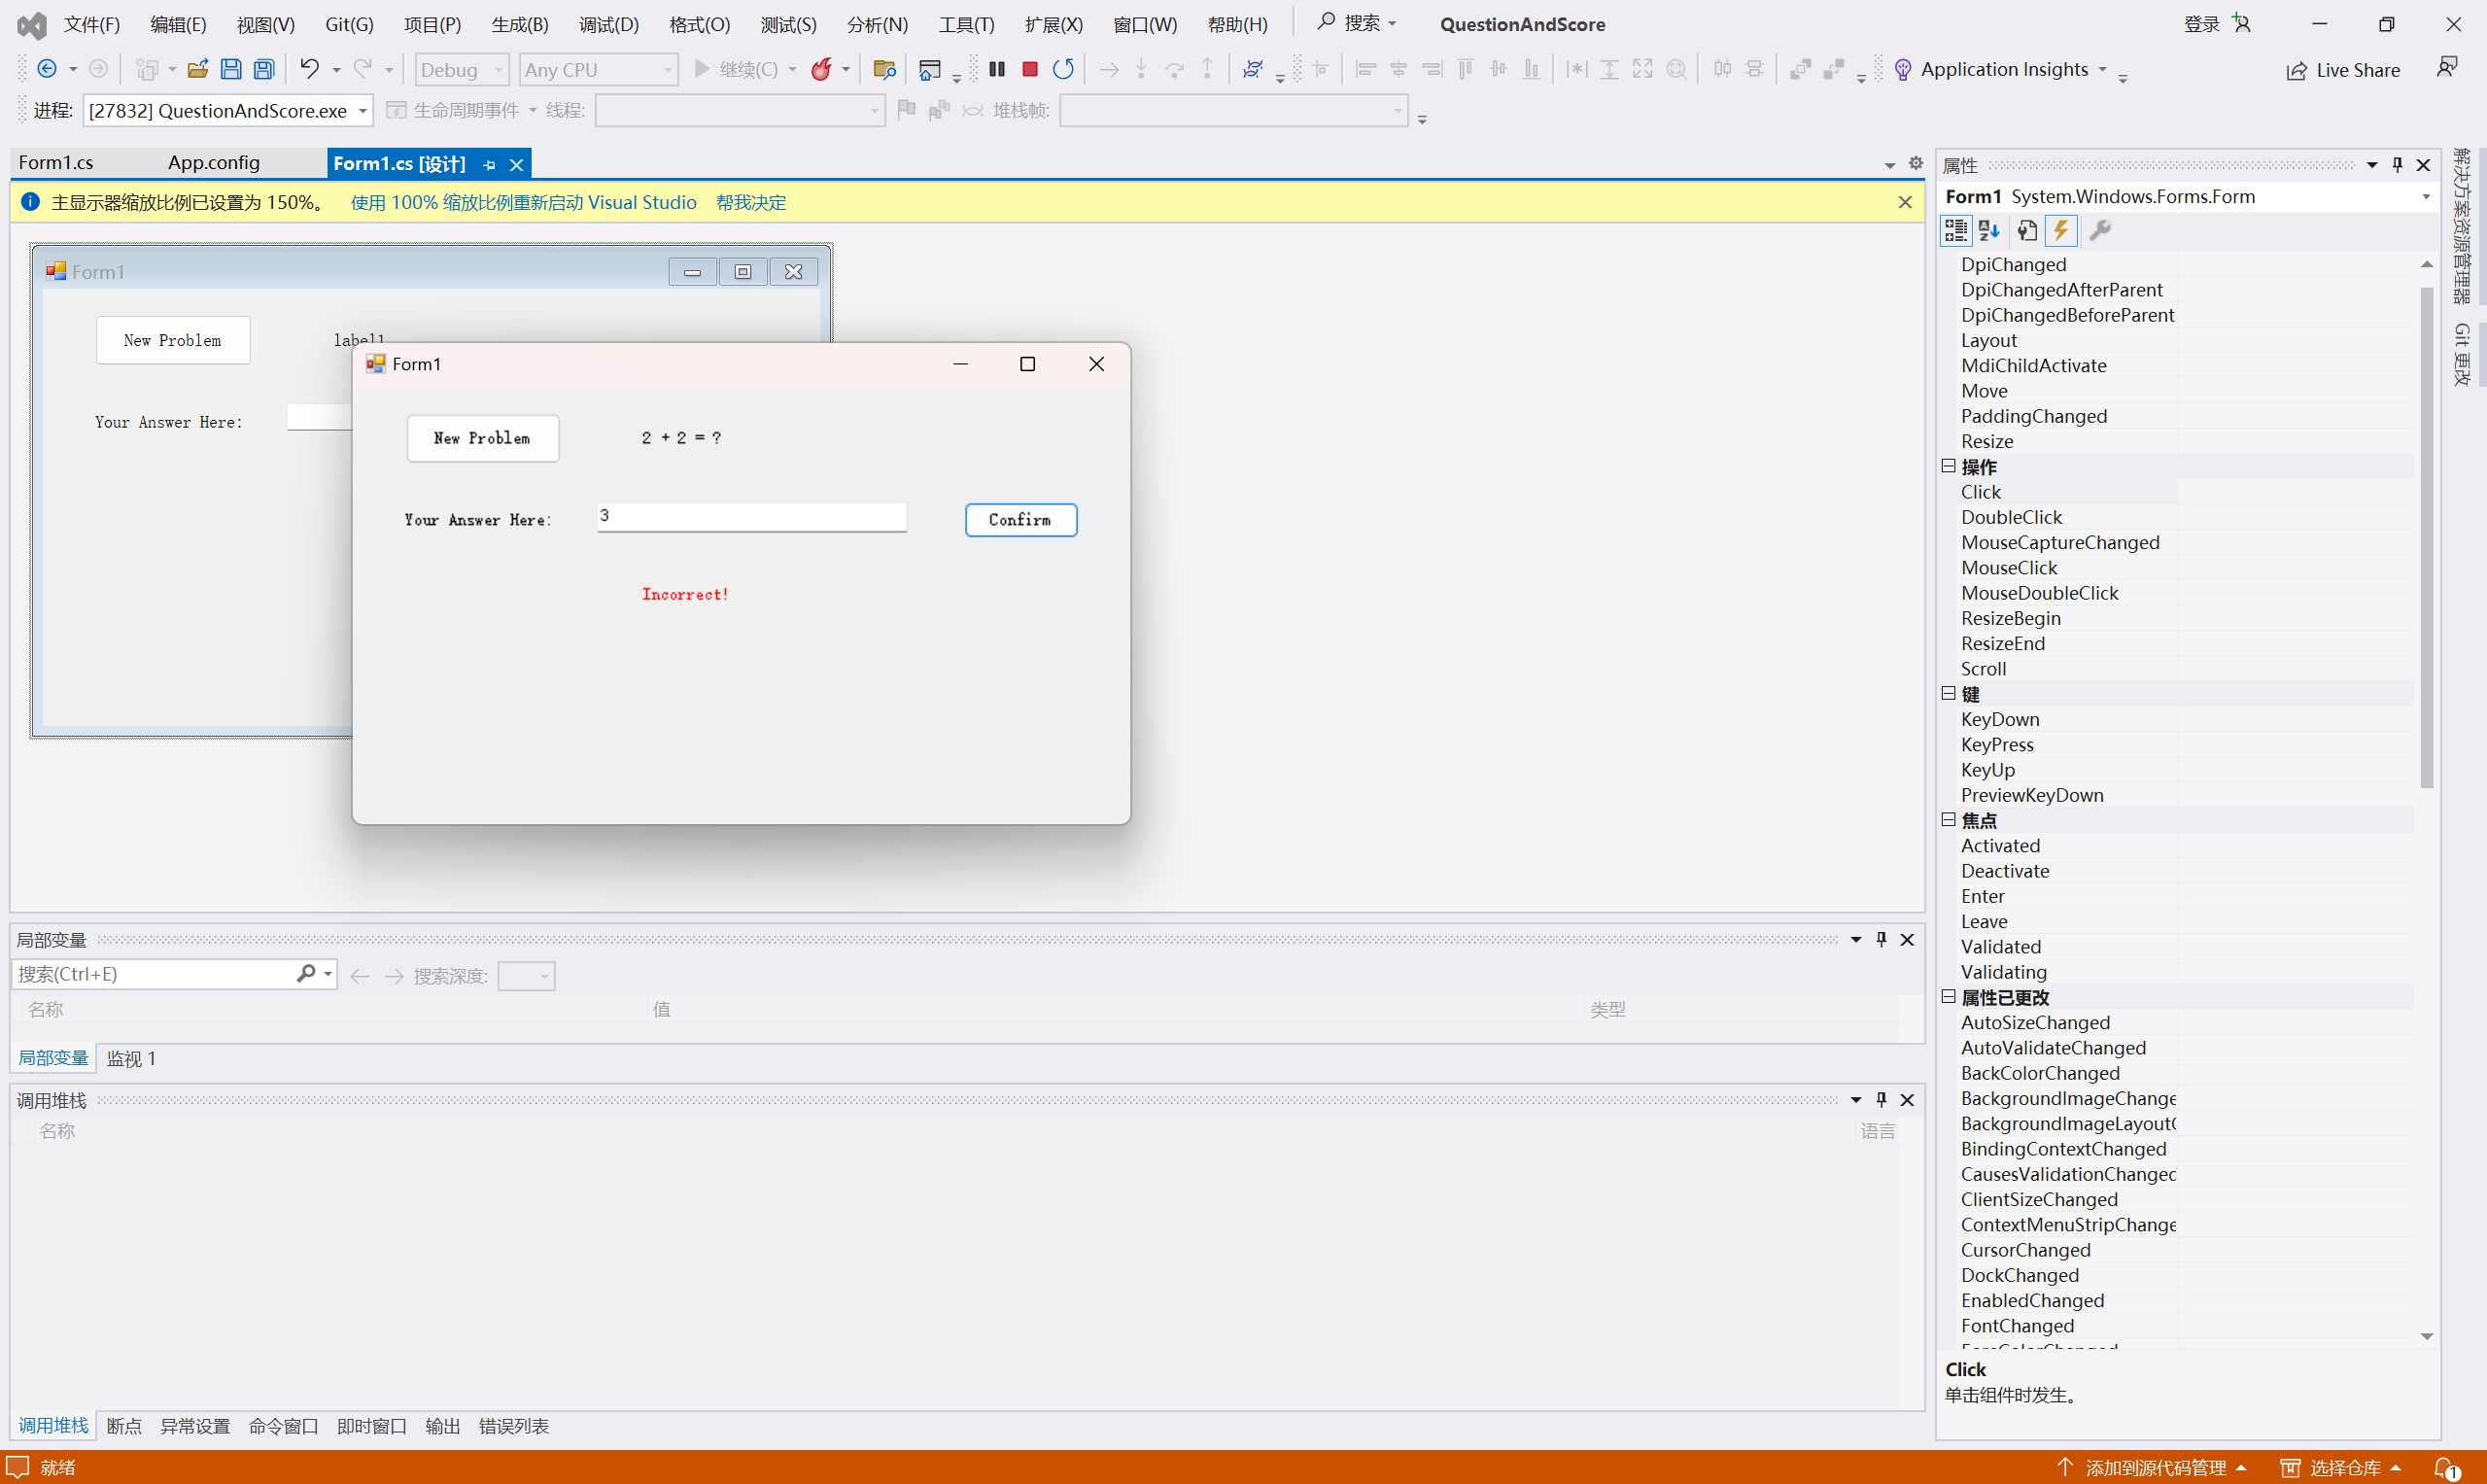 文件(F) 编辑(E) 视图(V) Git(G) 项目(P) 生成(B) 调试(D) 格式(O) 测试(S) 分析(N) 工具(T) 扩展(X) 窗口(W) 帮助(H) 搜索 QuestionAndScore 登录
Debug Any CPU 继续(C) Application Insights Live Share
进程: [27832] QuestionAndScore.exe 生命周期事件 线程: 堆栈帧:
Form1.cs App.config Form1.cs [设计]
主显示器缩放比例已设置为 150%。 使用 100% 缩放比例重新启动 Visual Studio 帮我决定
Form1
New Problem label1
Your Answer Here:
Form1
New Problem 2 + 2 = ?
Your Answer Here: 3 Confirm
Incorrect!
局部变量
搜索(Ctrl+E) 搜索深度:
名称 值 类型
局部变量 监视 1
调用堆栈
名称 语言
调用堆栈 断点 异常设置 命令窗口 即时窗口 输出 错误列表
属性
Form1 System.Windows.Forms.Form
DpiChanged
DpiChangedAfterParent
DpiChangedBeforeParent
Layout
MdiChildActivate
Move
PaddingChanged
Resize
操作
Click
DoubleClick
MouseCaptureChanged
MouseClick
MouseDoubleClick
ResizeBegin
ResizeEnd
Scroll
键
KeyDown
KeyPress
KeyUp
PreviewKeyDown
焦点
Activated
Deactivate
Enter
Leave
Validated
Validating
属性已更改
AutoSizeChanged
AutoValidateChanged
BackColorChanged
BackgroundImageChange
BackgroundImageLayout
BindingContextChanged
CausesValidationChanged
ClientSizeChanged
ContextMenuStripChange
CursorChanged
DockChanged
EnabledChanged
FontChanged
Click
单击组件时发生。
解决方案资源管理器
Git 更改
就绪 添加到源代码管理 选择仓库 1